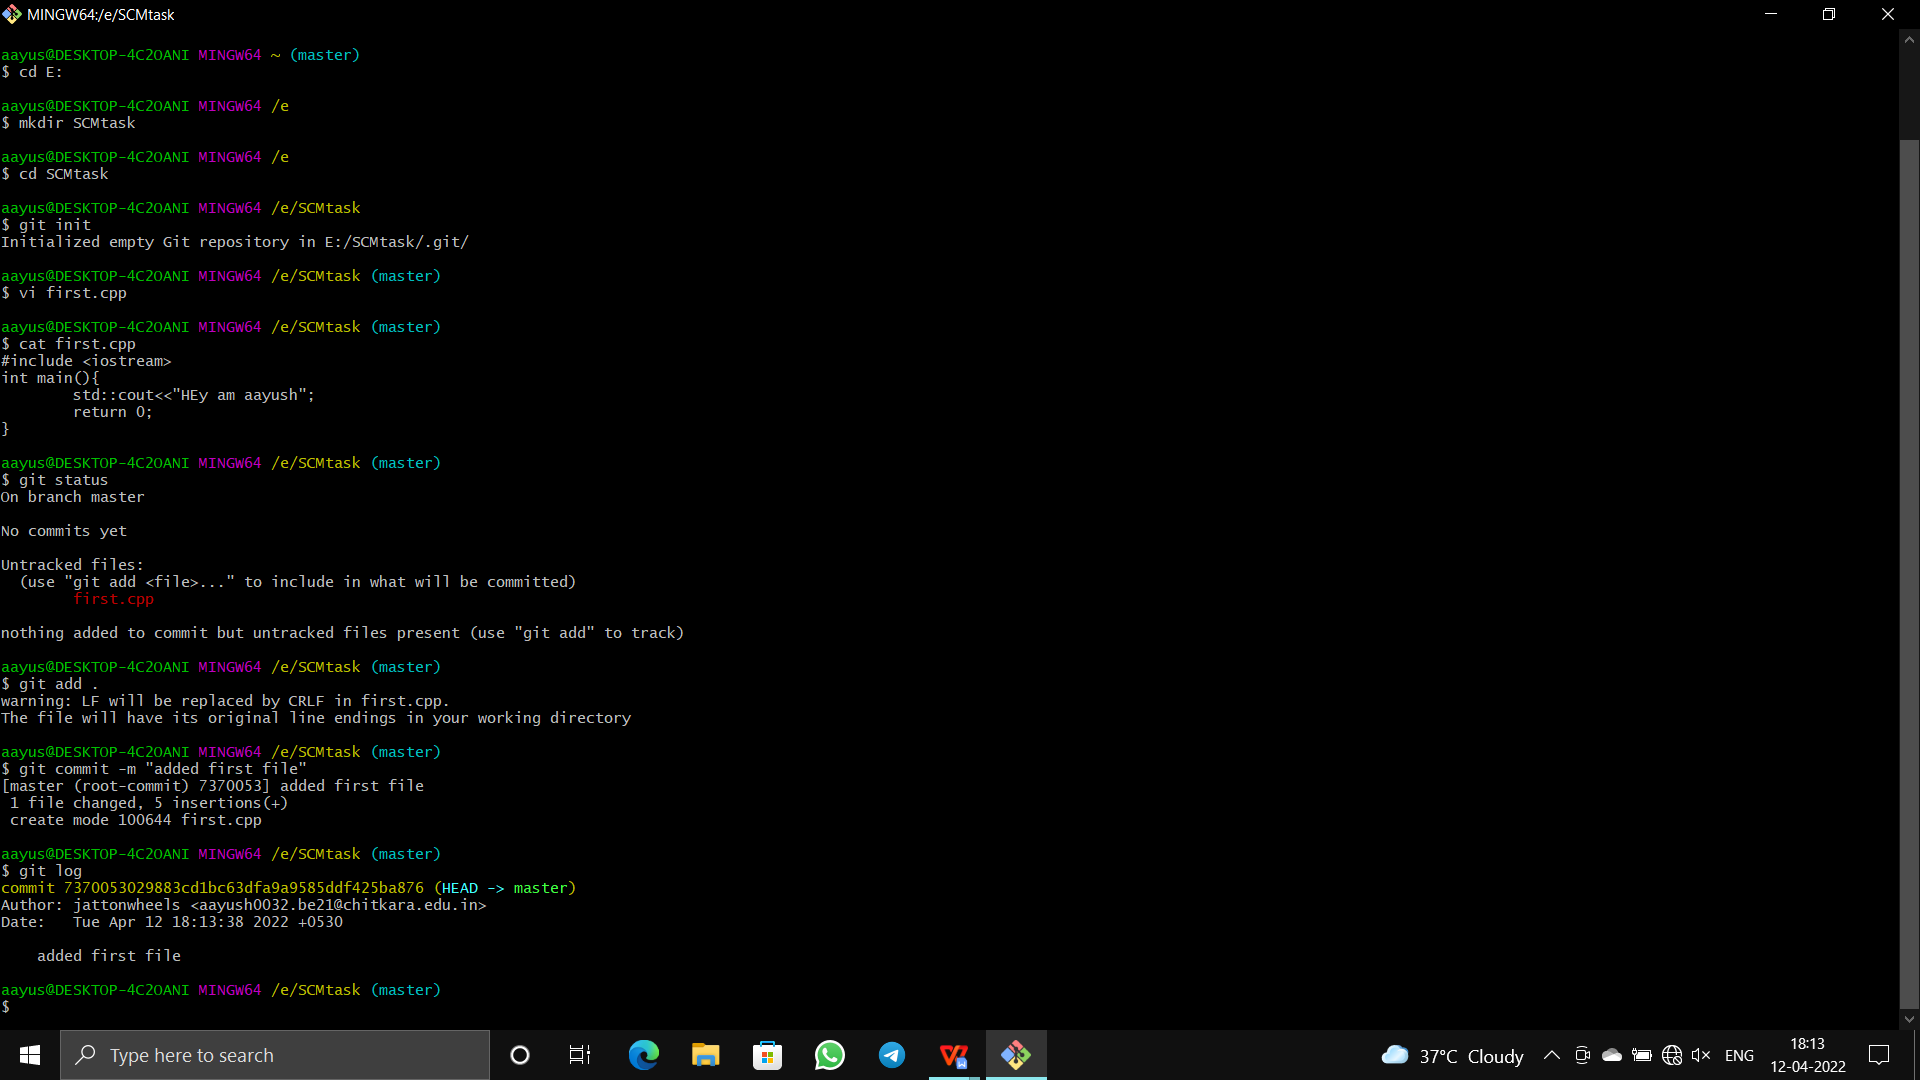 MINGW64:/e/SCMtask
aayus@DESKTOP-4C2OANI MINGW64 ~ (master)
$ cd E:
aayus@DESKTOP-4C2OANI MINGW64 /e
$ mkdir SCMtask
aayus@DESKTOP-4C2OANI MINGW64 /e
$ cd SCMtask
aayus@DESKTOP-4C2OANI MINGW64 /e/SCMtask
$ git init
Initialized empty Git repository in E:/SCMtask/.git/
aayus@DESKTOP-4C2OANI MINGW64 /e/SCMtask (master)
$ vi first.cpp
aayus@DESKTOP-4C2OANI MINGW64 /e/SCMtask (master)
$ cat first.cpp
#include <iostream>
int main(){
        std::cout<<"HEy am aayush";
        return 0;
}
aayus@DESKTOP-4C2OANI MINGW64 /e/SCMtask (master)
$ git status
On branch master
No commits yet
Untracked files:
  (use "git add <file>..." to include in what will be committed)
        first.cpp
nothing added to commit but untracked files present (use "git add" to track)
aayus@DESKTOP-4C2OANI MINGW64 /e/SCMtask (master)
$ git add .
warning: LF will be replaced by CRLF in first.cpp.
The file will have its original line endings in your working directory
aayus@DESKTOP-4C2OANI MINGW64 /e/SCMtask (master)
$ git commit -m "added first file"
[master (root-commit) 7370053] added first file
 1 file changed, 5 insertions(+)
 create mode 100644 first.cpp
aayus@DESKTOP-4C2OANI MINGW64 /e/SCMtask (master)
$ git log
commit 7370053029883cd1bc63dfa9a9585ddf425ba876 (HEAD -> master)
Author: jattonwheels <aayush0032.be21@chitkara.edu.in>
Date:   Tue Apr 12 18:13:38 2022 +0530
    added first file
aayus@DESKTOP-4C2OANI MINGW64 /e/SCMtask (master)
$
Type here to search
37°C Cloudy
ENG
18:13
12-04-2022